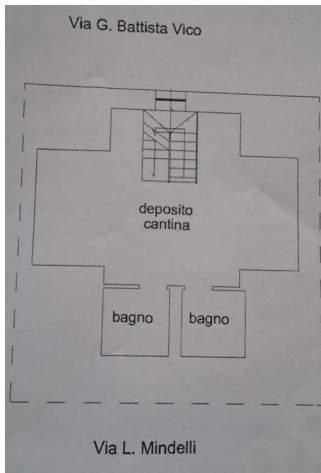 Via G. Battista Vico
deposito
cantina
bagno
bagno
Via L. Mindelli